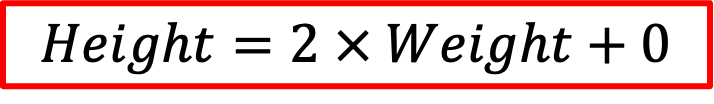 Height = 2 × Weight + 0